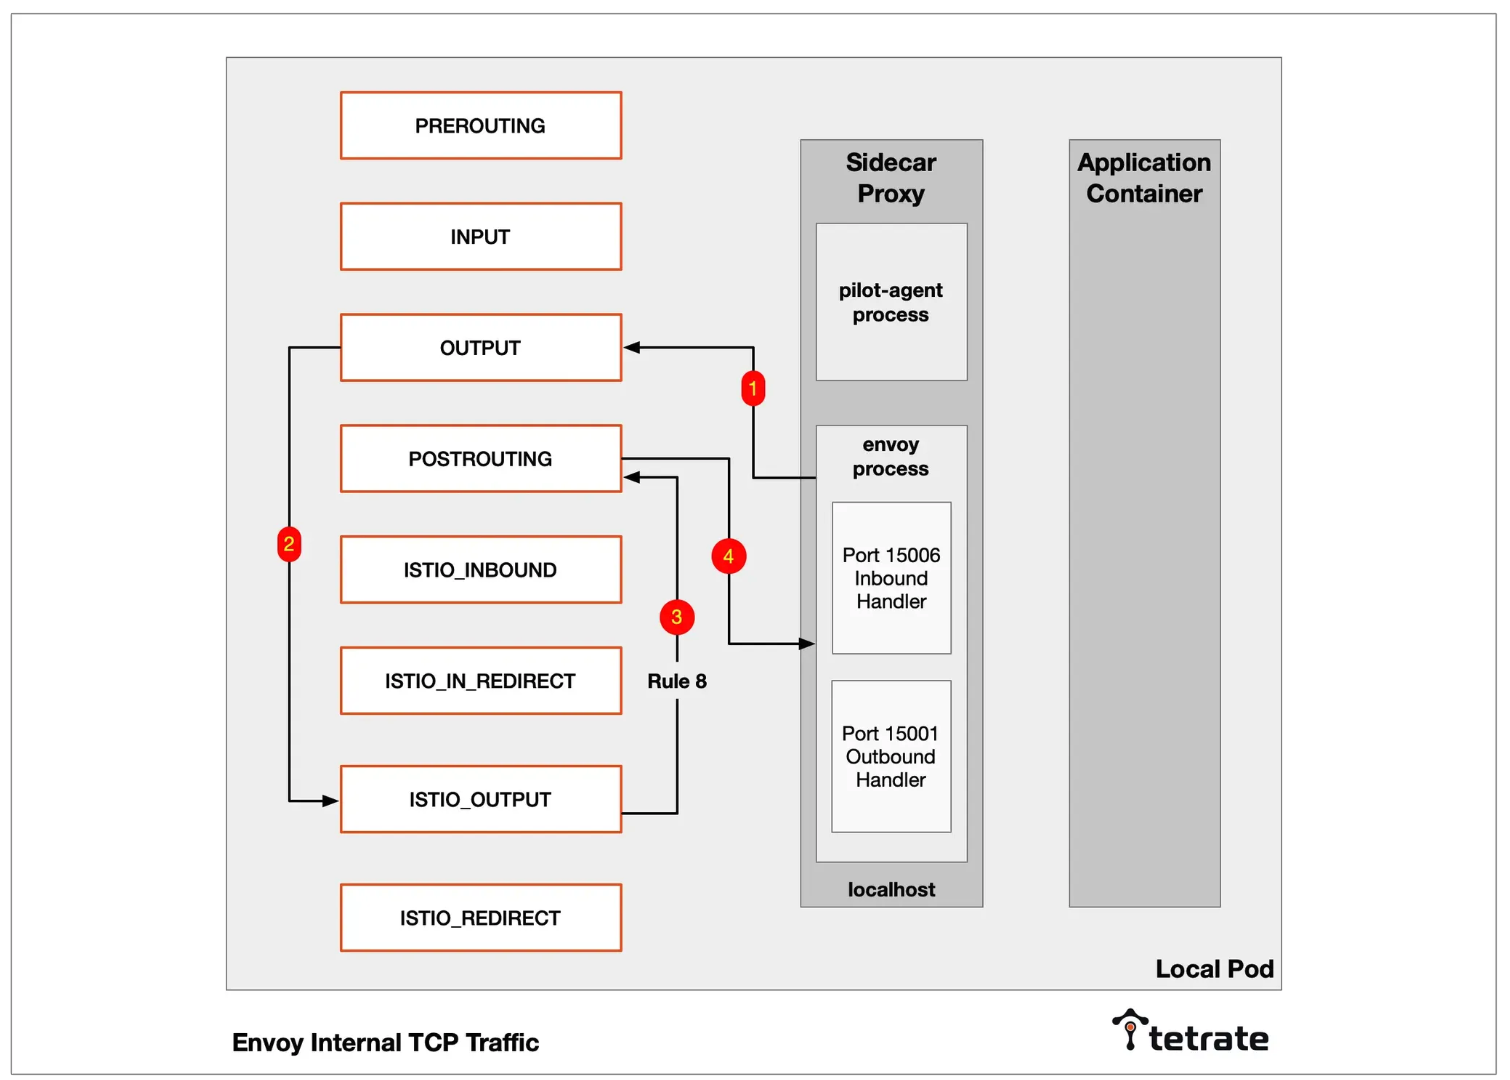 PREROUTING
INPUT
OUTPUT
POSTROUTING
ISTIO_INBOUND
ISTIO_IN_REDIRECT
ISTIO_OUTPUT
ISTIO_REDIRECT
1
2
3
4
Rule 8
Sidecar
Proxy
pilot-agent
process
envoy
process
Port 15006
Inbound
Handler
Port 15001
Outbound
Handler
localhost
Application
Container
Local Pod
Envoy Internal TCP Traffic
tetrate